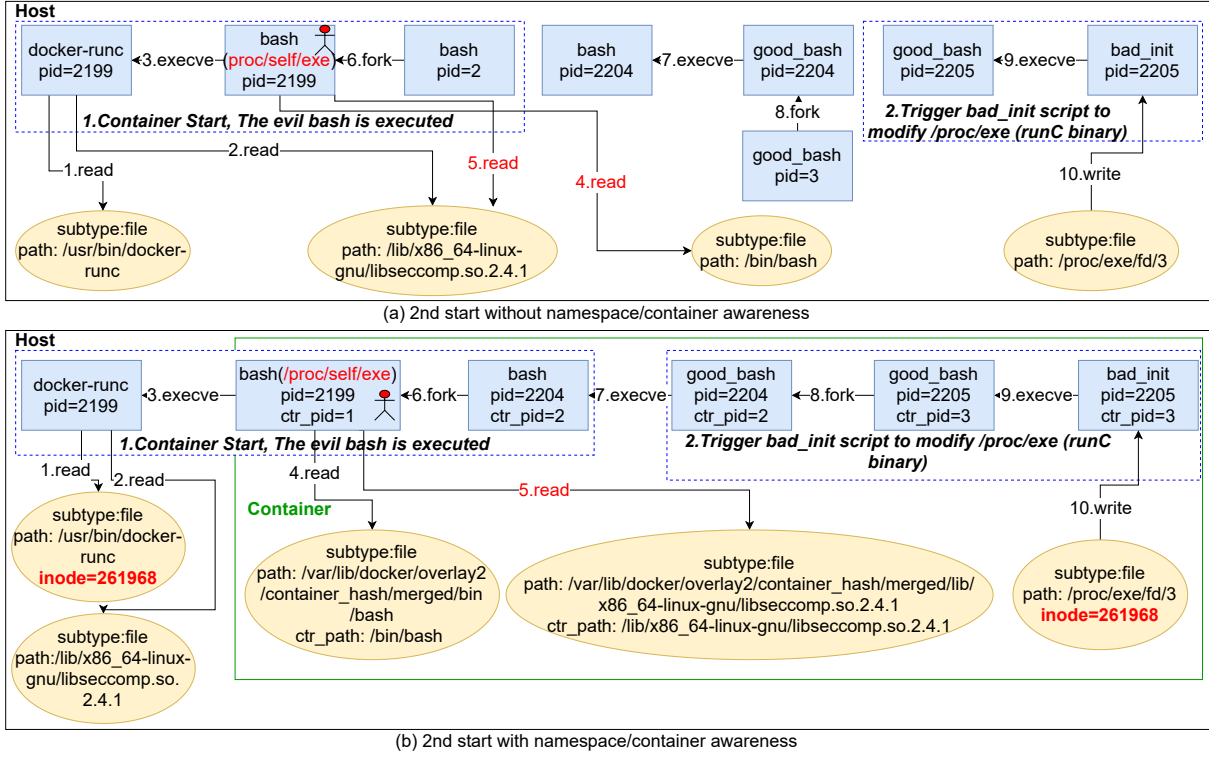 Host
docker-runc
pid=2199
3.execve
bash
(proc/self/exe)
pid=2199
6.fork
bash
pid=2
bash
pid=2204
7.execve
good_bash
pid=2204
good_bash
pid=2205
9.execve
bad_init
pid=2205
1.Container Start, The evil bash is executed
2.Trigger bad_init script to
modify /proc/exe (runC binary)
8.fork
good_bash
pid=3
1.read
2.read
5.read
4.read
10.write
subtype:file
path: /usr/bin/docker-
runc
subtype:file
path: /lib/x86_64-linux-
gnu/libseccomp.so.2.4.1
subtype:file
path: /bin/bash
subtype:file
path: /proc/exe/fd/3
(a) 2nd start without namespace/container awareness
Host
docker-runc
pid=2199
3.execve
bash(/proc/self/exe)
pid=2199
ctr_pid=1
6.fork
bash
pid=2204
ctr_pid=2
7.execve
good_bash
pid=2204
ctr_pid=2
8.fork
good_bash
pid=2205
ctr_pid=3
9.execve
bad_init
pid=2205
ctr_pid=3
1.Container Start, The evil bash is executed
2.Trigger bad_init script to modify /proc/exe (runC
binary)
1.read
2.read
4.read
5.read
10.write
Container
subtype:file
path: /usr/bin/docker-
runc
inode=261968
subtype:file
path:/lib/x86_64-linux-
gnu/libseccomp.so.
2.4.1
subtype:file
path: /var/lib/docker/overlay2
/container_hash/merged/bin
/bash
ctr_path: /bin/bash
subtype:file
path: /var/lib/docker/overlay2/container_hash/merged/lib/
x86_64-linux-gnu/libseccomp.so.2.4.1
ctr_path: /lib/x86_64-linux-gnu/libseccomp.so.2.4.1
subtype:file
path: /proc/exe/fd/3
inode=261968
(b) 2nd start with namespace/container awareness